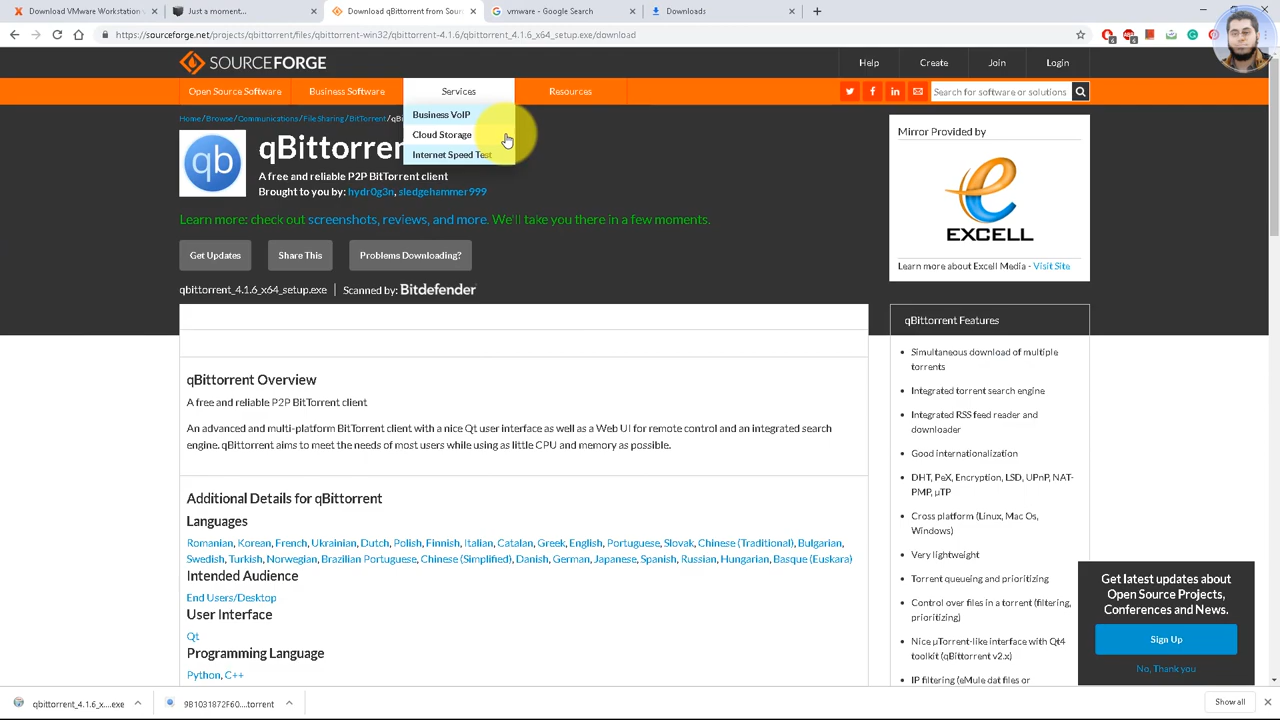 Download VMware Workstation
Just a moment...
Download qBittorrent from Sour
vmware - Google Search
Downloads
https://sourceforge.net/projects/qbittorrent/files/qbittorrent-win32/qbittorrent-4.1.6/qbittorrent_4.1.6_x64_setup.exe/download
SOURCEFORGE
Help
Create
Join
Login
Open Source Software
Business Software
Services
Resources
Search for software or solutions
Business VoIP
Cloud Storage
Internet Speed Test
Home / Browse / Communications / File Sharing / BitTorrent / qBi
qb
qBittorren
A free and reliable P2P BitTorrent client
Brought to you by: hydr0g3n, sledgehammer999
Learn more: check out screenshots, reviews, and more. We'll take you there in a few moments.
Get Updates
Share This
Problems Downloading?
qbittorrent_4.1.6_x64_setup.exe | Scanned by: Bitdefender
Mirror Provided by
EXCELL
Learn more about Excell Media - Visit Site
qBittorrent Overview
A free and reliable P2P BitTorrent client
An advanced and multi-platform BitTorrent client with a nice Qt user interface as well as a Web UI for remote control and an integrated search
engine. qBittorrent aims to meet the needs of most users while using as little CPU and memory as possible.
Additional Details for qBittorrent
Languages
Romanian, Korean, French, Ukrainian, Dutch, Polish, Finnish, Italian, Catalan, Greek, English, Portuguese, Slovak, Chinese (Traditional), Bulgarian,
Swedish, Turkish, Norwegian, Brazilian Portuguese, Chinese (Simplified), Danish, German, Japanese, Spanish, Russian, Hungarian, Basque (Euskara)
Intended Audience
End Users/Desktop
User Interface
Qt
Programming Language
Python, C++
qBittorrent Features
Simultaneous download of multiple
torrents
Integrated torrent search engine
Integrated RSS feed reader and
downloader
Good internationalization
DHT, PeX, Encryption, LSD, UPnP, NAT-
PMP, µTP
Cross platform (Linux, Mac Os,
Windows)
Very lightweight
Torrent queueing and prioritizing
Control over files in a torrent (filtering,
prioritizing)
Nice µTorrent-like interface with Qt4
toolkit (qBittorrent v2.x)
IP filtering (eMule dat files or
Get latest updates about
Open Source Projects,
Conferences and News.
Sign Up
No, Thank you
qbittorrent_4.1.6_x....exe
9B1031872F60....torrent
Show all